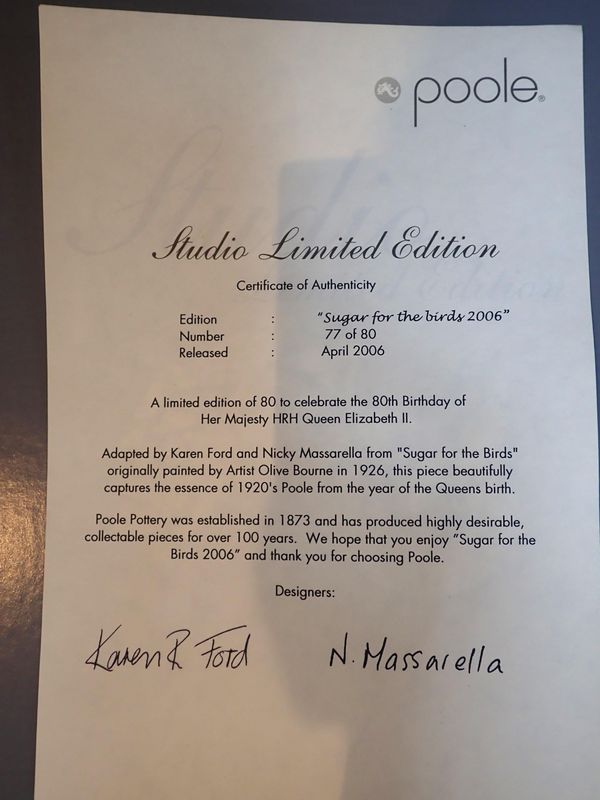 poole®
Studio Limited Edition
Certificate of Authenticity
Edition : "Sugar for the birds 2006"
Number : 77 of 80
Released : April 2006
A limited edition of 80 to celebrate the 80th Birthday of
Her Majesty HRH Queen Elizabeth II.
Adapted by Karen Ford and Nicky Massarella from "Sugar for the Birds"
originally painted by Artist Olive Bourne in 1926, this piece beautifully
captures the essence of 1920's Poole from the year of the Queens birth.
Poole Pottery was established in 1873 and has produced highly desirable,
collectable pieces for over 100 years. We hope that you enjoy "Sugar for the
Birds 2006" and thank you for choosing Poole.
Designers:
Karen R Ford N. Massarella